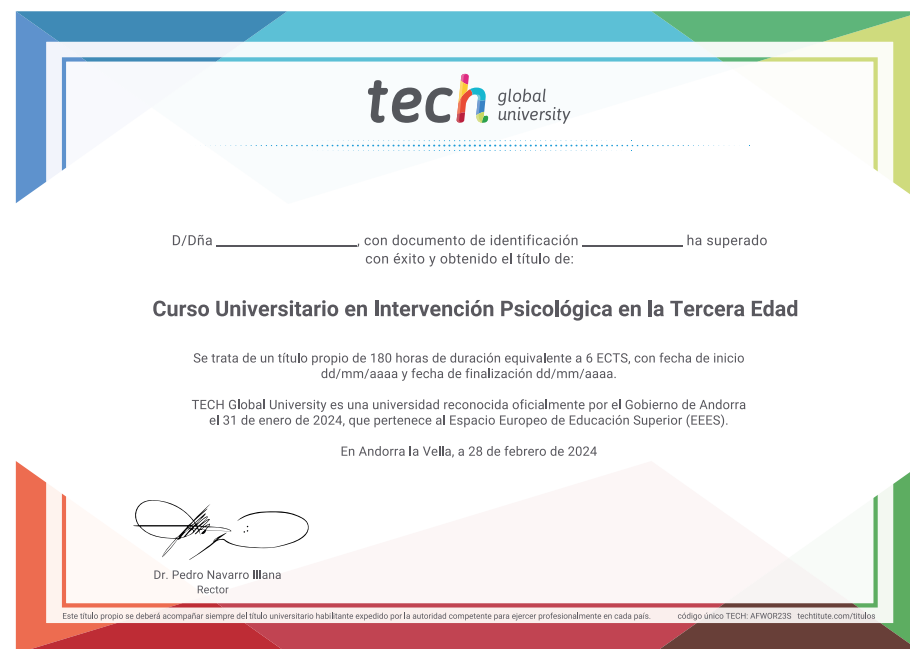 tech global
university
D/Dña ______________, con documento de identificación __________ ha superado
con éxito y obtenido el título de:
Curso Universitario en Intervención Psicológica en la Tercera Edad
Se trata de un título propio de 180 horas de duración equivalente a 6 ECTS, con fecha de inicio
dd/mm/aaaa y fecha de finalización dd/mm/aaaa.
TECH Global University es una universidad reconocida oficialmente por el Gobierno de Andorra
el 31 de enero de 2024, que pertenece al Espacio Europeo de Educación Superior (EEES).
En Andorra la Vella, a 28 de febrero de 2024
Dr. Pedro Navarro Illana
Rector
Este título propio se deberá acompañar siempre del título universitario habilitante expedido por la autoridad competente para ejercer profesionalmente en cada país. código único TECH: AFWOR23S techtitute.com/titulos